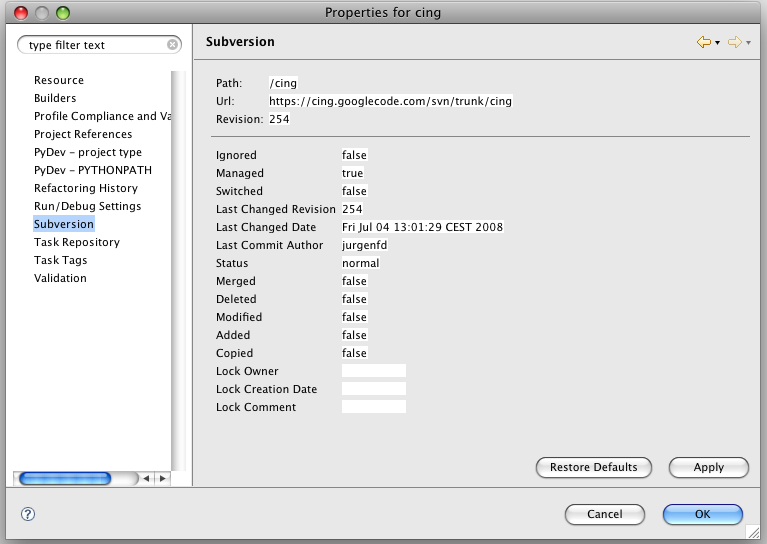 Properties for cing
type filter text
Resource
Builders
Profile Compliance and Va
Project References
PyDev - project type
PyDev - PYTHONPATH
Refactoring History
Run/Debug Settings
Subversion
Task Repository
Task Tags
Validation
Subversion
Path: /cing
Url: https://cing.googlecode.com/svn/trunk/cing
Revision: 254
Ignored false
Managed true
Switched false
Last Changed Revision 254
Last Changed Date Fri Jul 04 13:01:29 CEST 2008
Last Commit Author jurgenfd
Status normal
Merged false
Deleted false
Modified false
Added false
Copied false
Lock Owner
Lock Creation Date
Lock Comment
Restore Defaults Apply
? Cancel OK